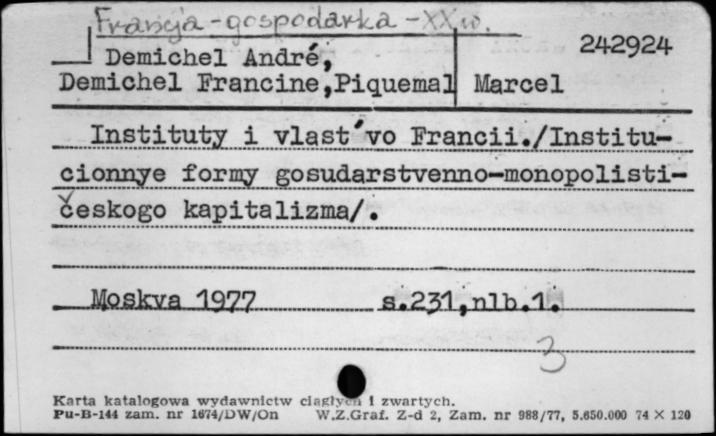 Francja - gospodarka - XX w.
242924
Demichel André,
Demichel Francine,Piquemal Marcel
Instituty i vlast´vo Francii./Institu-
cionnye formy gosudarstvenno-monopolisti-
českogo kapitalizma/.
Moskva 1977 s.231,nlb.1.
3
Karta katalogowa wydawnictw ciągłych i zwartych.
Pu-B-144 zam. nr 1674/DW/On W.Z.Graf. Z-d 2, Zam. nr 988/77, 5.650.000 74 × 120